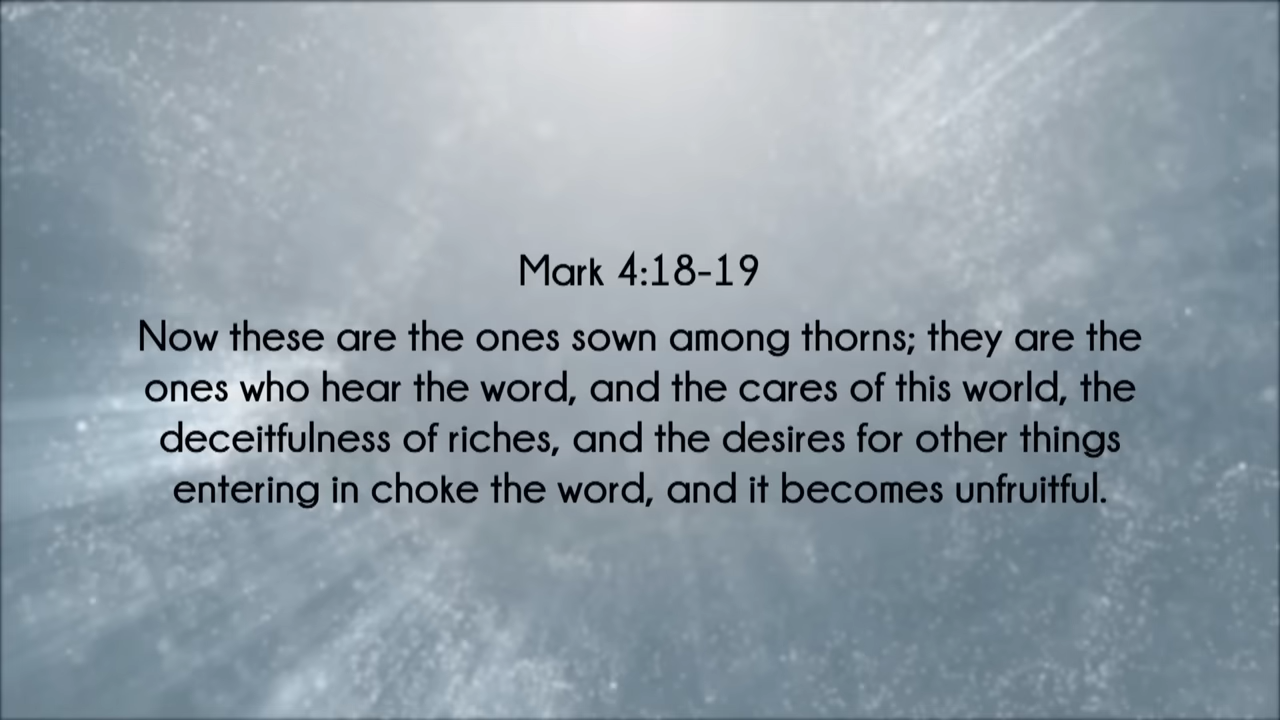 Mark 4:18-19
Now these are the ones sown among thorns; they are the
ones who hear the word, and the cares of this world, the
deceitfulness of riches, and the desires for other things
entering in choke the word, and it becomes unfruitful.